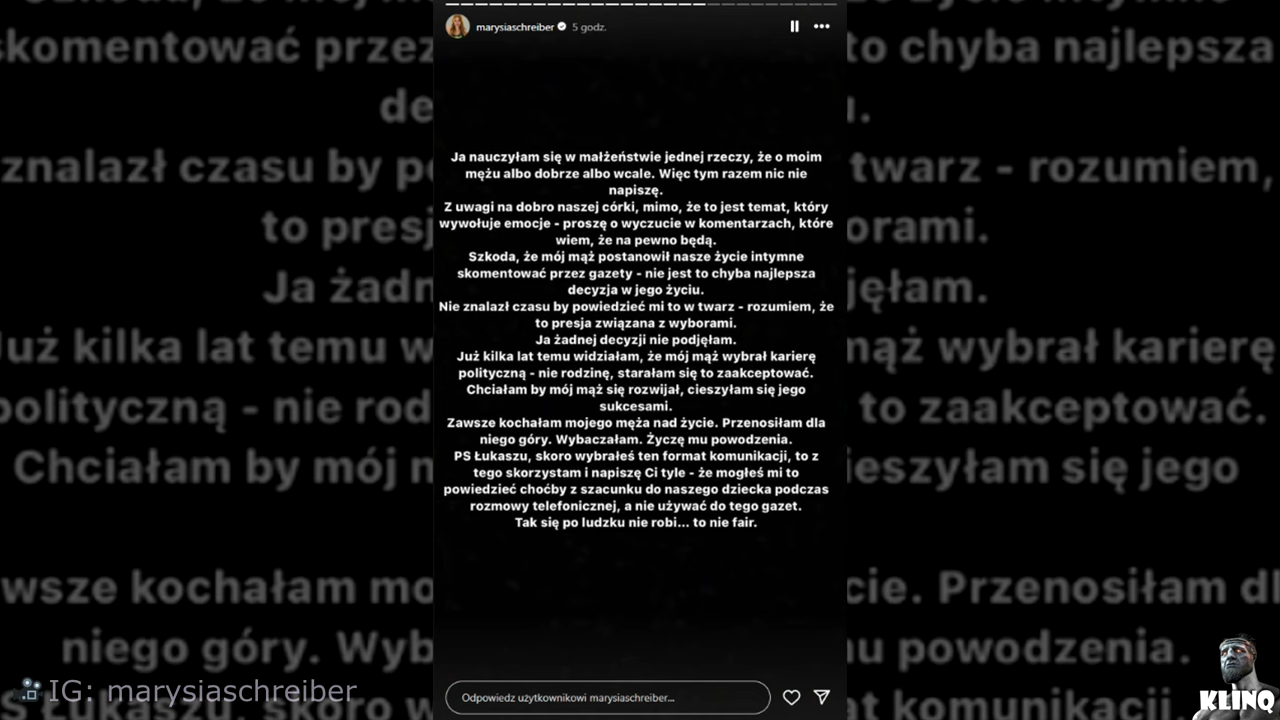 marysiaschreiber 5 godz.
Ja nauczyłam się w małżeństwie jednej rzeczy, że o moim
mężu albo dobrze albo wcale. Więc tym razem nic nie
napiszę.
Z uwagi na dobro naszej córki, mimo, że to jest temat, który
wywołuje emocje - proszę o wyczucie w komentarzach, które
wiem, że na pewno będą.
Szkoda, że mój mąż postanowił nasze życie intymne
skomentować przez gazety - nie jest to chyba najlepsza
decyzja w jego życiu.
Nie znalazł czasu by powiedzieć mi to w twarz - rozumiem, że
to presja związana z wyborami.
Ja żadnej decyzji nie podjęłam.
Już kilka lat temu widziałam, że mój mąż wybrał karierę
polityczną - nie rodzinę, starałam się to zaakceptować.
Chciałam by mój mąż się rozwijał, cieszyłam się jego
sukcesami.
Zawsze kochałam mojego męża nad życie. Przenosiłam dla
niego góry. Wybaczałam. Życzę mu powodzenia.
PS Łukaszu, skoro wybrałeś ten format komunikacji, to z
tego skorzystam i napiszę Ci tyle - że mogłeś mi to
powiedzieć choćby z szacunku do naszego dziecka podczas
rozmowy telefonicznej, a nie używać do tego gazet.
Tak się po ludzku nie robi... to nie fair.
Odpowiedz użytkownikowi marysiaschreiber...
IG: marysiaschreiber
KLINQ